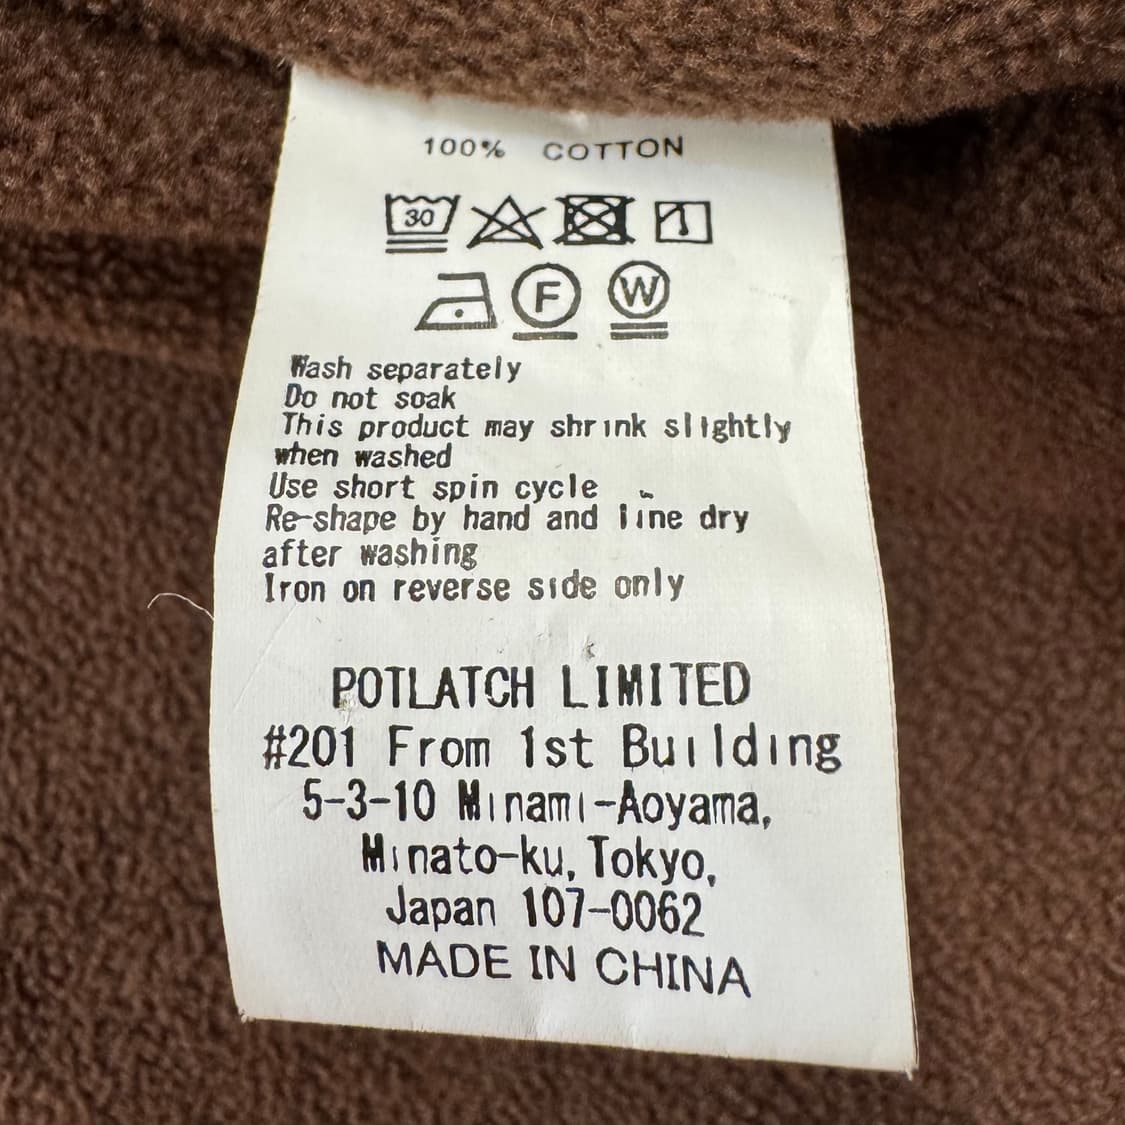 100% COTTON
30
F W
Wash separately
Do not soak
This product may shrink slightly
when washed
Use short spin cycle
Re-shape by hand and line dry
after washing
Iron on reverse side only
POTLATCH LIMITED
#201 From 1st Building
5-3-10 Minami-Aoyama,
Minato-ku, Tokyo,
Japan 107-0062
MADE IN CHINA